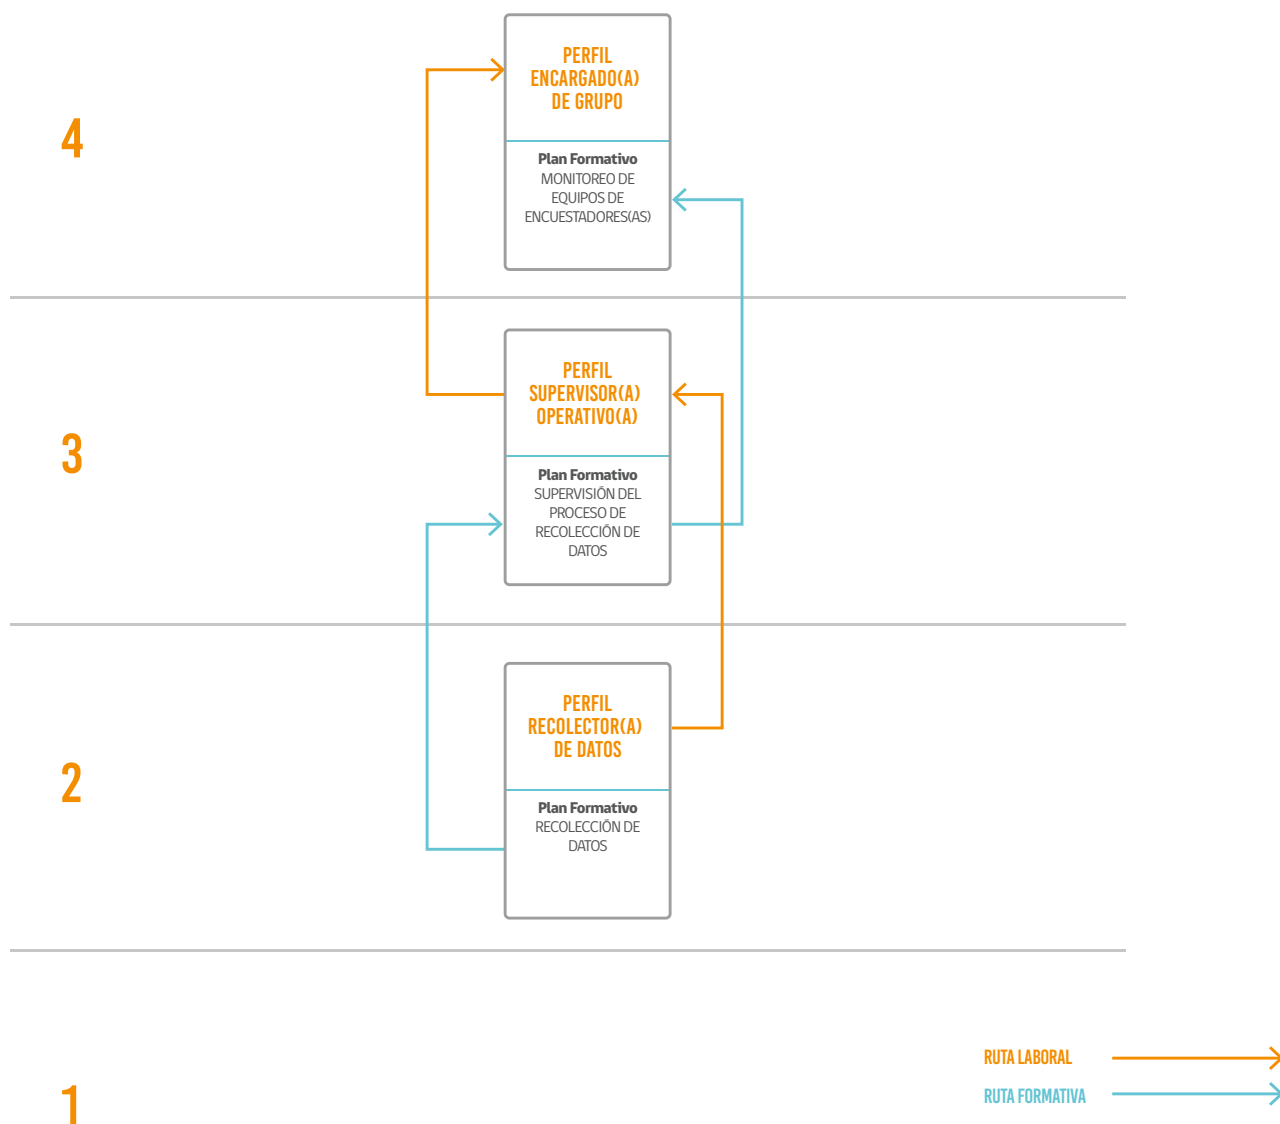 4
PERFIL
ENCARGADO(A)
DE GRUPO
Plan Formativo
MONITOREO DE
EQUIPOS DE
ENCUESTADORES(AS)
3
PERFIL
SUPERVISOR(A)
OPERATIVO(A)
Plan Formativo
SUPERVISIÓN DEL
PROCESO DE
RECOLECCIÓN DE
DATOS
2
PERFIL
RECOLECTOR(A)
DE DATOS
Plan Formativo
RECOLECCIÓN DE
DATOS
1
RUTA LABORAL
RUTA FORMATIVA